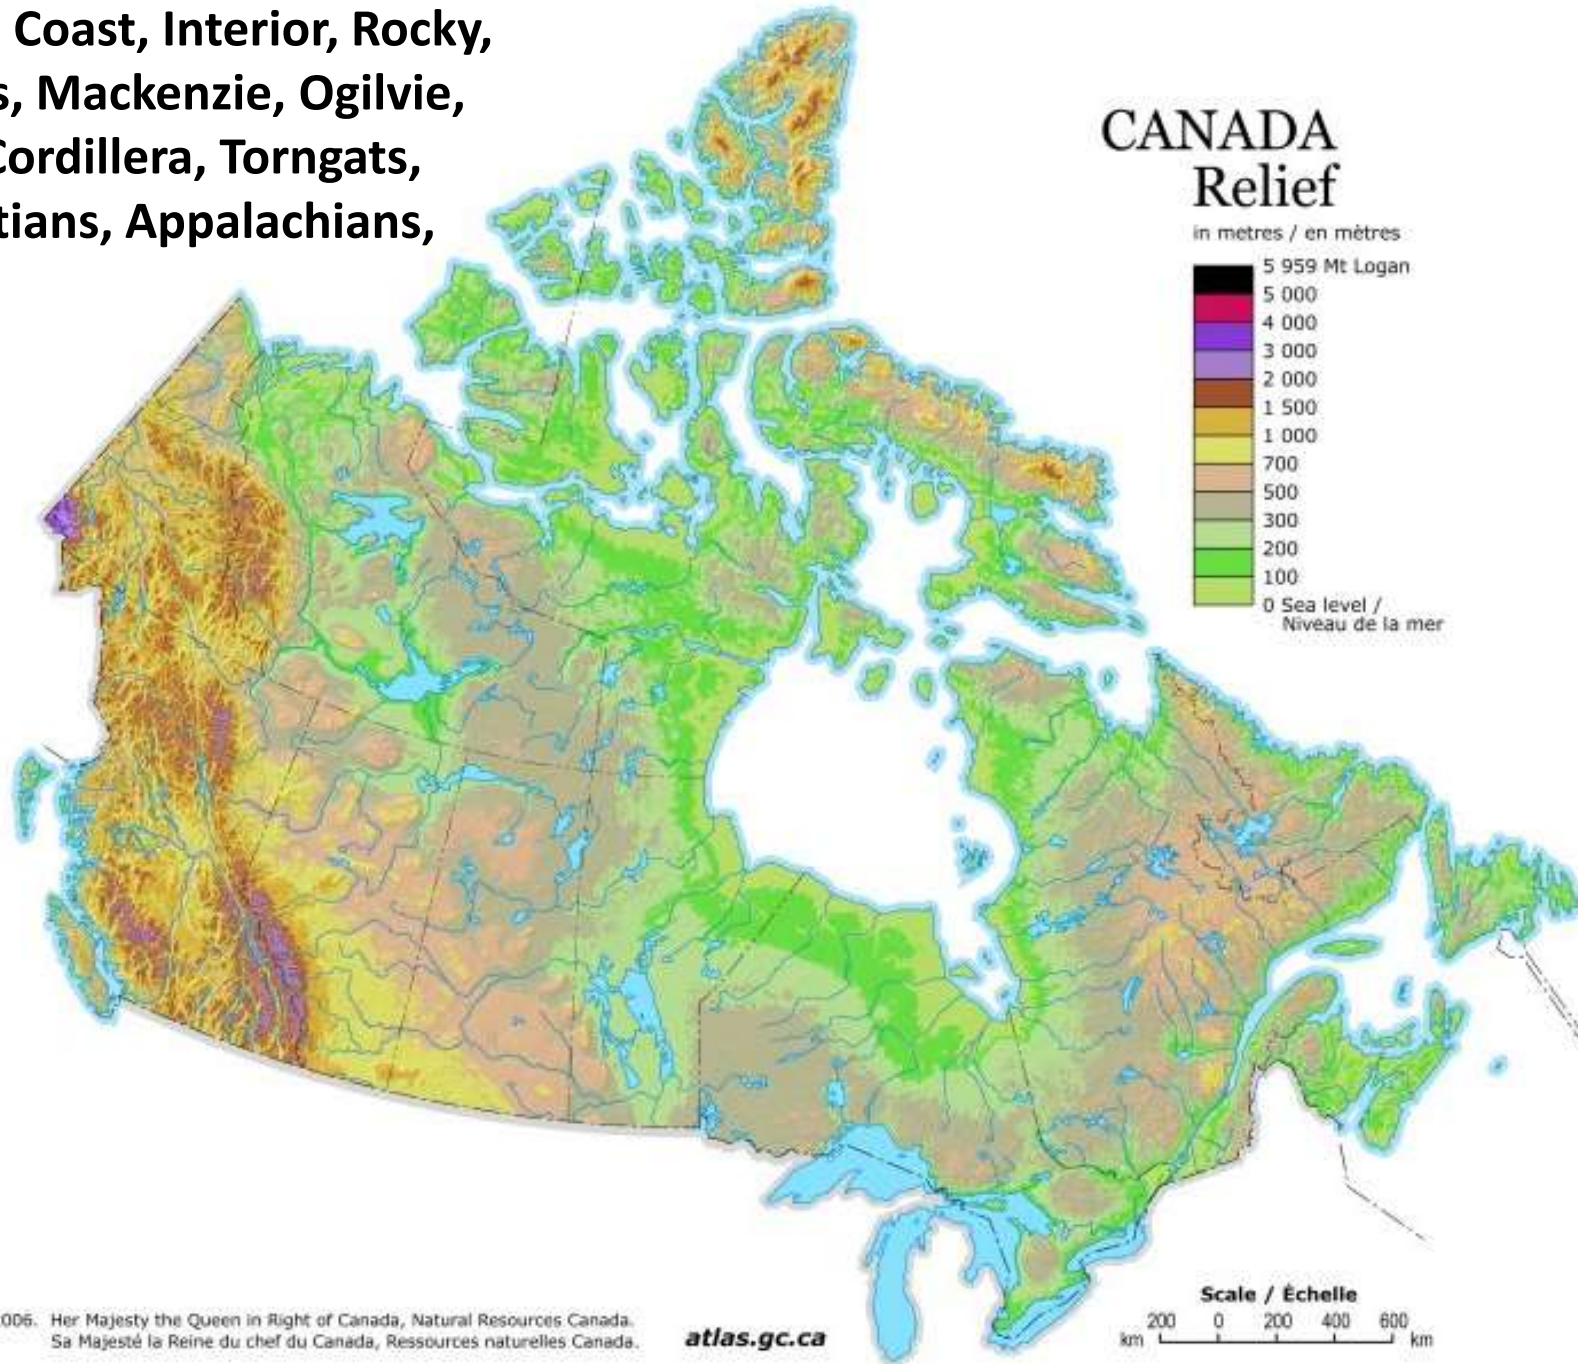 Coast, Interior, Rocky,
s, Mackenzie, Ogilvie,
Cordillera, Torngats,
tians, Appalachians,
CANADA
Relief
in metres / en mètres
5 959 Mt Logan
5 000
4 000
3 000
2 000
1 500
1 000
700
500
300
200
100
0 Sea level /
Niveau de la mer
Scale / Échelle
200 0 200 400 600
km km
006. Her Majesty the Queen in Right of Canada, Natural Resources Canada.
Sa Majesté la Reine du chef du Canada, Ressources naturelles Canada.
atlas.gc.ca